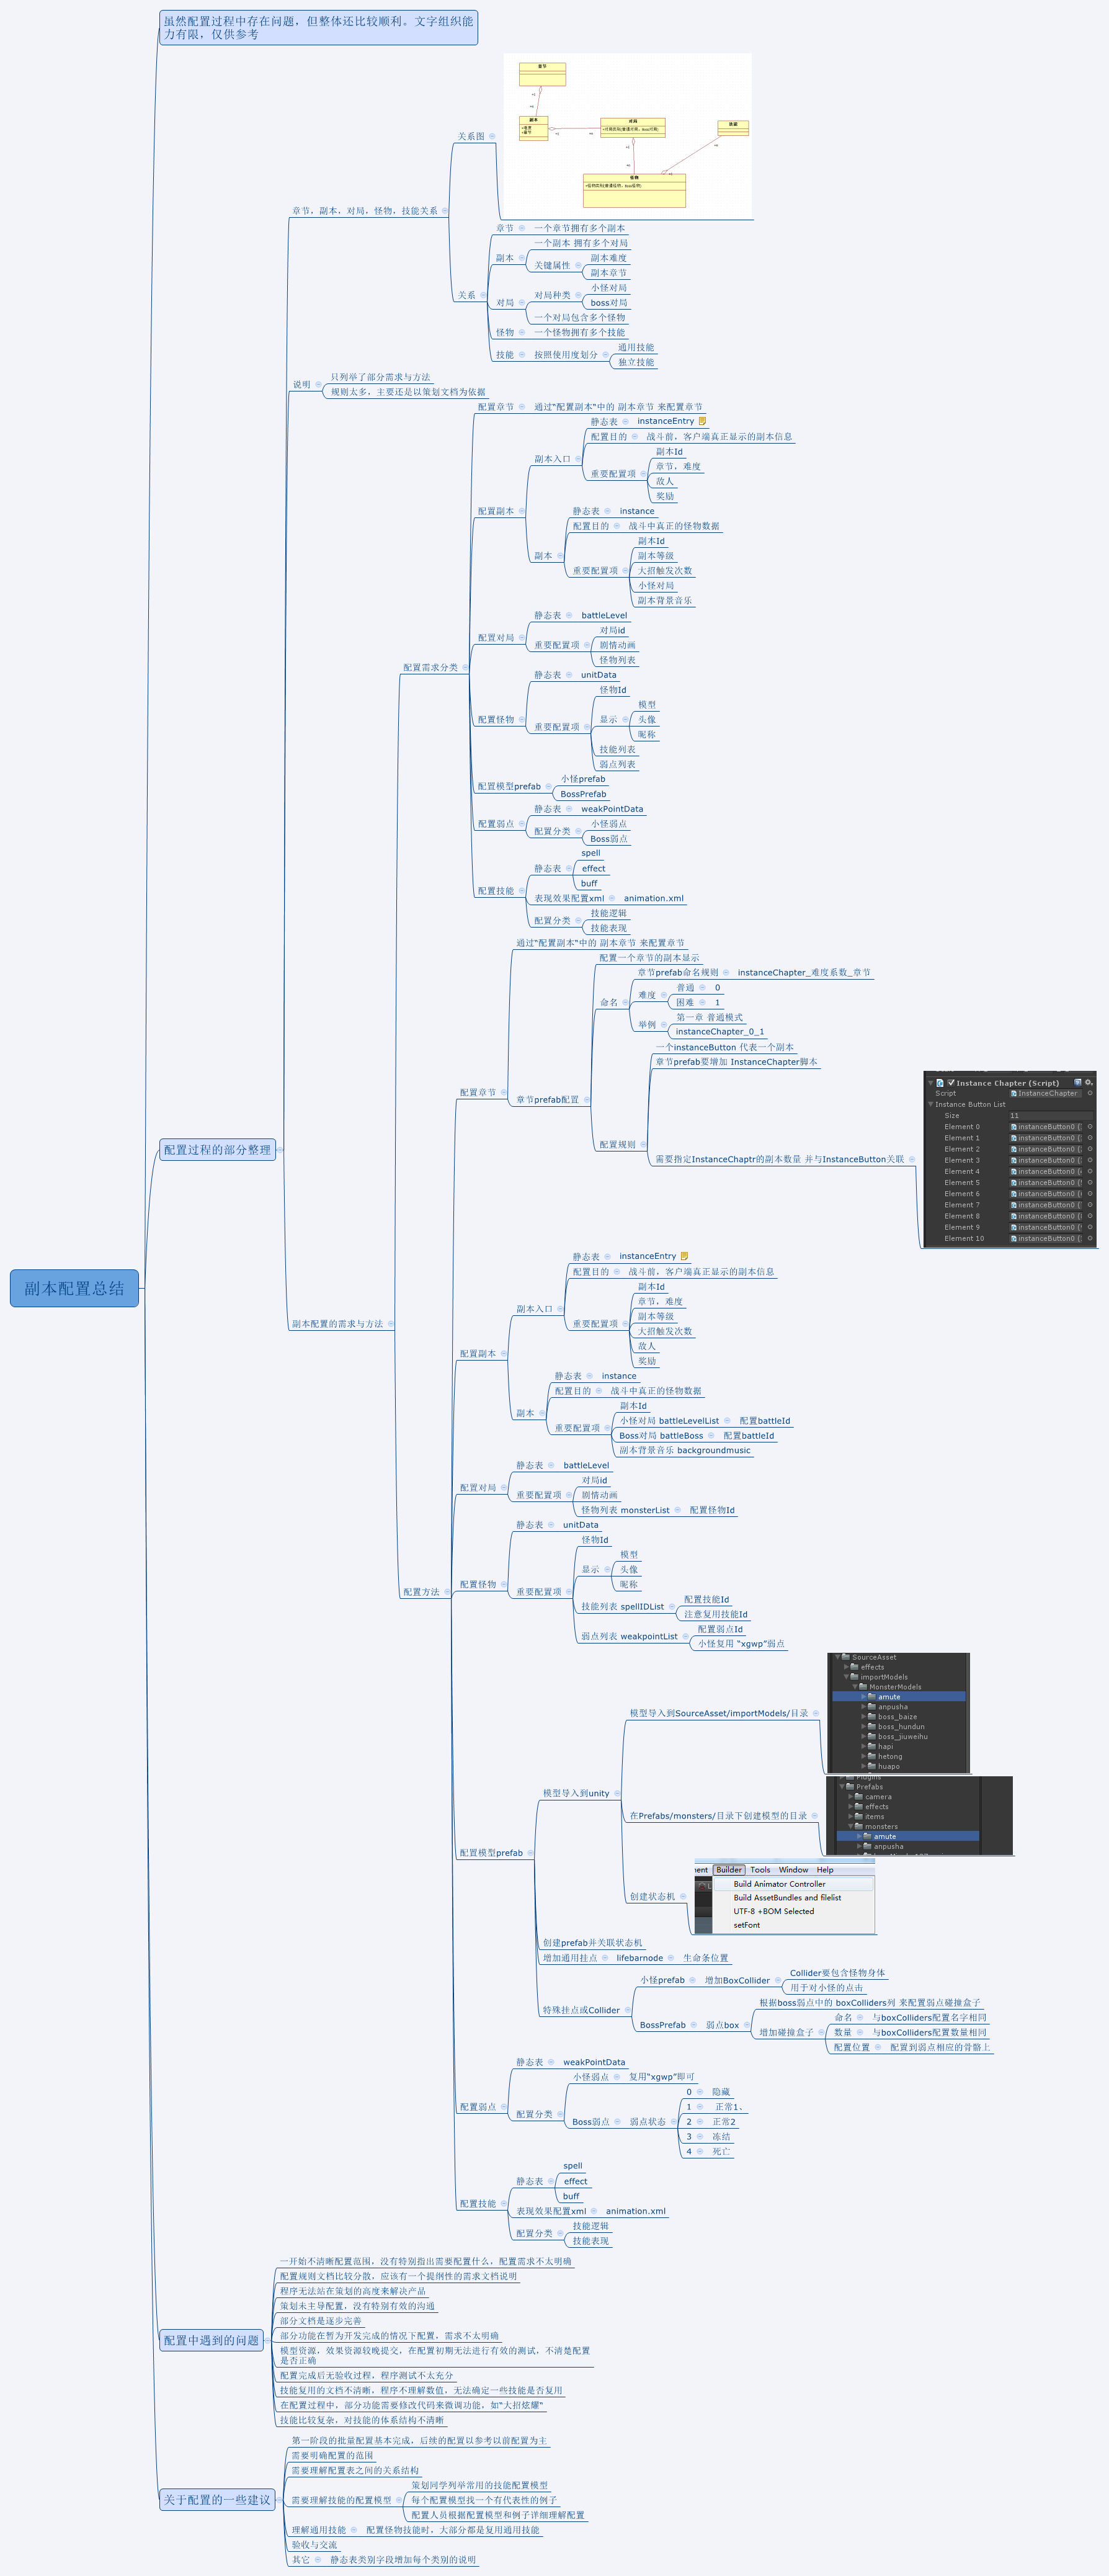 虽然配置过程中存在问题，但整体还比较顺利。文字组织能
力有限，仅供参考
章节
副本
对局
技能
怪物
关系图
章节，副本，对局，怪物，技能关系
章节
一个章节拥有多个副本
一个副本 拥有多个对局
副本
关键属性
副本难度
副本章节
关系
对局
对局种类
小怪对局
boss对局
一个对局包含多个怪物
怪物
一个怪物拥有多个技能
技能
按照使用度划分
通用技能
独立技能
说明
只列举了部分需求与方法
规则太多，主要还是以策划文档为依据
配置章节
通过"配置副本"中的 副本章节 来配置章节
静态表
instanceEntry
配置目的
战斗前，客户端真正显示的副本信息
副本入口
重要配置项
副本Id
章节，难度
敌人
奖励
配置副本
静态表
instance
配置目的
战斗中真正的怪物数据
副本
重要配置项
副本Id
副本等级
大招触发次数
小怪对局
副本背景音乐
静态表
battleLevel
配置对局
重要配置项
对局id
剧情动画
怪物列表
配置需求分类
静态表
unitData
配置怪物
重要配置项
怪物Id
显示
模型
头像
昵称
技能列表
弱点列表
配置模型prefab
小怪prefab
BossPrefab
静态表
weakPointData
配置弱点
配置分类
小怪弱点
Boss弱点
静态表
spell
effect
buff
配置技能
表现效果配置xml
animation.xml
配置分类
技能逻辑
技能表现
通过"配置副本"中的 副本章节 来配置章节
配置一个章节的副本显示
章节prefab命名规则
instanceChapter_难度系数_章节
命名
难度
普通
0
困难
1
举例
第一章 普通模式
instanceChapter_0_1
一个instanceButton 代表一个副本
章节prefab要增加 InstanceChapter脚本
配置章节
章节prefab配置
配置规则
需要指定InstanceChaptr的副本数量 并与InstanceButton关联
Instance Chapter (Script)
Script
InstanceChapter
Instance Button List
Size
11
Element 0
instanceButton0
Element 1
instanceButton0
Element 2
instanceButton0
Element 3
instanceButton0
Element 4
instanceButton0
Element 5
instanceButton0
Element 6
instanceButton0
Element 7
instanceButton0
Element 8
instanceButton0
Element 9
instanceButton0
Element 10
instanceButton0
配置过程的部分整理
副本配置总结
副本配置的需求与方法
静态表
instanceEntry
配置目的
战斗前，客户端真正显示的副本信息
副本入口
重要配置项
副本Id
章节，难度
副本等级
大招触发次数
敌人
奖励
配置副本
静态表
instance
配置目的
战斗中真正的怪物数据
副本
重要配置项
副本Id
小怪对局 battleLevelList
配置battleId
Boss对局 battleBoss
配置battleId
副本背景音乐 backgroundmusic
静态表
battleLevel
配置对局
重要配置项
对局id
剧情动画
怪物列表 monsterList
配置怪物Id
静态表
unitData
配置怪物
重要配置项
怪物Id
显示
模型
头像
昵称
技能列表 spellIDList
配置技能Id
注意复用技能Id
弱点列表 weakpointList
配置弱点Id
小怪复用 "xgwp"弱点
配置方法
模型导入到SourceAsset/importModels/目录
SourceAsset
effects
importModels
MonsterModels
amute
anpusha
boss_baize
boss_hundun
boss_jiuweihu
hapi
hetong
huapo
模型导入到unity
在Prefabs/monsters/目录下创建模型的目录
Plugins
Prefabs
camera
effects
items
monsters
amute
anpusha
配置模型prefab
创建状态机
Builder
Tools
Window
Help
Build Animator Controller
Build AssetBundles and filelist
UTF-8 +BOM Selected
setFont
创建prefab并关联状态机
增加通用挂点
lifebarnode
生命条位置
特殊挂点或Collider
小怪prefab
增加BoxCollider
Collider要包含怪物身体
用于对小怪的点击
BossPrefab
弱点box
根据boss弱点中的 boxColliders列 来配置弱点碰撞盒子
增加碰撞盒子
命名
与boxColliders配置名字相同
数量
与boxColliders配置数量相同
配置位置
配置到弱点相应的骨骼上
静态表
weakPointData
配置弱点
配置分类
小怪弱点
复用"xgwp"即可
Boss弱点
弱点状态
0
隐藏
1
正常1、
2
正常2
3
冻结
4
死亡
静态表
spell
effect
buff
配置技能
表现效果配置xml
animation.xml
配置分类
技能逻辑
技能表现
配置中遇到的问题
一开始不清晰配置范围，没有特别指出需要配置什么，配置需求不太明确
配置规则文档比较分散，应该有一个提纲性的需求文档说明
程序无法站在策划的高度来解决产品
策划未主导配置，没有特别有效的沟通
部分文档是逐步完善
部分功能在暂为开发完成的情况下配置，需求不太明确
模型资源，效果资源较晚提交，在配置初期无法进行有效的测试，不清楚配置
是否正确
配置完成后无验收过程，程序测试不太充分
技能复用的文档不清晰，程序不理解数值，无法确定一些技能是否复用
在配置过程中，部分功能需要修改代码来微调功能，如"大招炫耀"
技能比较复杂，对技能的体系结构不清晰
关于配置的一些建议
第一阶段的批量配置基本完成，后续的配置以参考以前配置为主
需要明确配置的范围
需要理解配置表之间的关系结构
需要理解技能的配置模型
策划同学列举常用的技能配置模型
每个配置模型找一个有代表性的例子
配置人员根据配置模型和例子详细理解配置
理解通用技能
配置怪物技能时，大部分都是复用通用技能
验收与交流
其它
静态表类别字段增加每个类别的说明